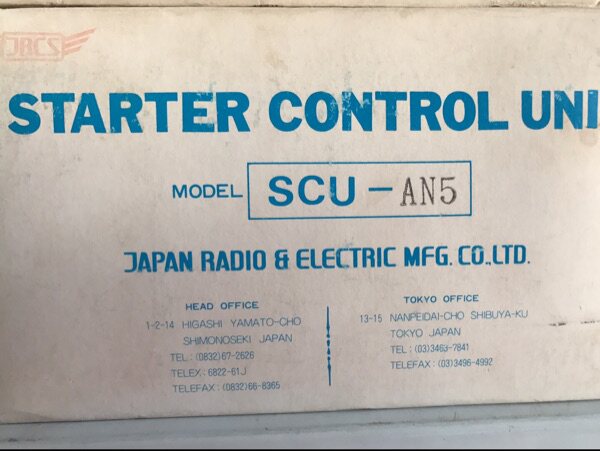 JRCS
STARTER CONTROL UNI
MODEL SCU-AN5
JAPAN RADIO & ELECTRIC MFG. CO.,LTD.
HEAD OFFICE
1-2-14 HIGASHI YAMATO-CHO
SHIMONOSEKI JAPAN
TEL: (0832)67-2626
TELEX: 6822-61J
TELEFAX: (0832)66-8365
TOKYO OFFICE
13-15 NANPEIDAI-CHO SHIBUYA-KU
TOKYO JAPAN
TEL: (03)3463-7841
TELEFAX: (03)3496-4992